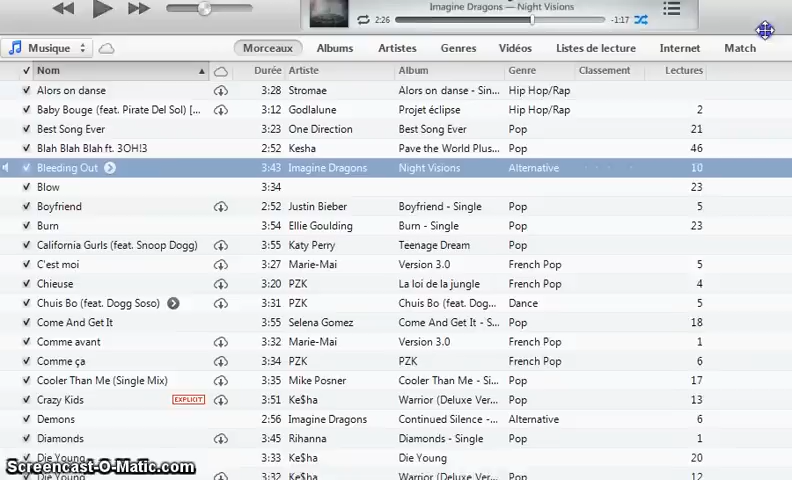 Imagine Dragons — Night Visions
2:26 -1:17
Musique Morceaux Albums Artistes Genres Vidéos Listes de lecture Internet Match
Nom Durée Artiste Album Genre Classement Lectures
Alors on danse 3:28 Stromae Alors on danse - Sin... Hip Hop/Rap
Baby Bouge (feat. Pirate Del Sol) [... 3:12 Godlalune Projet éclipse Hip Hop/Rap 2
Best Song Ever 3:23 One Direction Best Song Ever Pop 21
Blah Blah Blah ft. 3OH!3 2:52 Kesha Pave the World Plus... Pop 46
Bleeding Out 3:43 Imagine Dragons Night Visions Alternative 10
Blow 3:34 23
Boyfriend 2:52 Justin Bieber Boyfriend - Single Pop 5
Burn 3:54 Ellie Goulding Burn - Single Pop 23
California Gurls (feat. Snoop Dogg) 3:55 Katy Perry Teenage Dream Pop
C'est moi 3:27 Marie-Mai Version 3.0 French Pop 5
Chieuse 3:20 PZK La loi de la jungle French Pop 4
Chuis Bo (feat. Dogg Soso) 3:31 PZK Chuis Bo (feat. Dog... Dance 5
Come And Get It 3:55 Selena Gomez Come And Get It - S... Pop 18
Comme avant 3:32 Marie-Mai Version 3.0 French Pop 1
Comme ça 3:34 PZK PZK French Pop 6
Cooler Than Me (Single Mix) 3:35 Mike Posner Cooler Than Me - Si... Pop 17
Crazy Kids EXPLICIT 3:51 Ke$ha Warrior (Deluxe Ver... Pop 13
Demons 2:56 Imagine Dragons Continued Silence -... Alternative 6
Diamonds 3:45 Rihanna Diamonds - Single Pop 1
Die Young 3:33 Ke$ha Die Young Pop 20
Die Young 3:32 Ke$ha Warrior (Deluxe Ver... Pop 12
Screencast-O-Matic.com